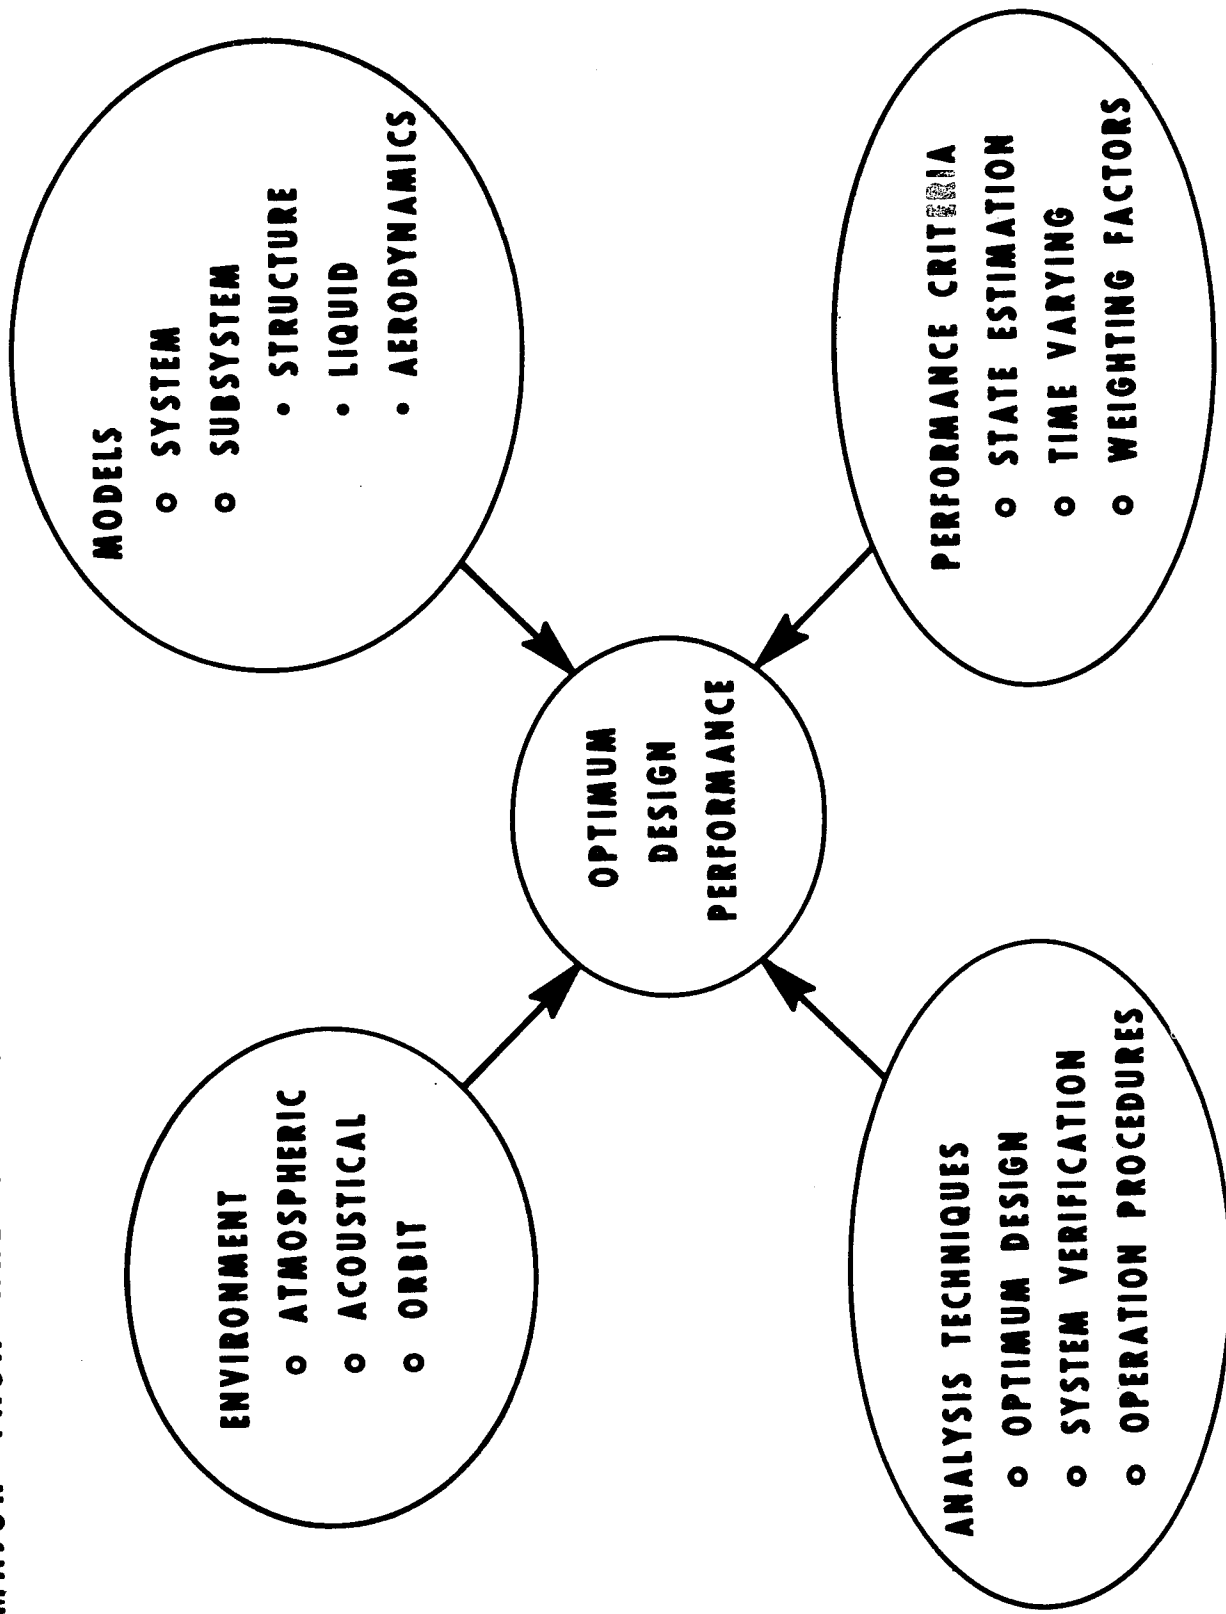 ENVIRONMENT
o ATMOSPHERIC
o ACOUSTICAL
o ORBIT
MODELS
o SYSTEM
o SUBSYSTEM
• STRUCTURE
• LIQUID
• AERODYNAMICS
OPTIMUM
DESIGN
PERFORMANCE
ANALYSIS TECHNIQUES
o OPTIMUM DESIGN
o SYSTEM VERIFICATION
o OPERATION PROCEDURES
PERFORMANCE CRITERIA
o STATE ESTIMATION
o TIME VARYING
o WEIGHTING FACTORS